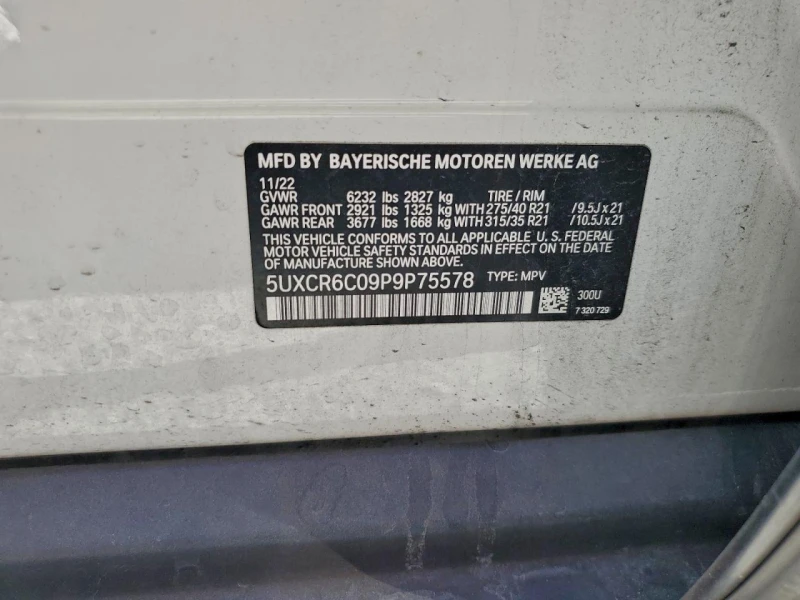 MFD BY BAYERISCHE MOTOREN WERKE AG
11/22
GVWR 6232 lbs 2827 kg TIRE / RIM
GAWR FRONT 2921 lbs 1325 kg WITH 275/40 R21 /9.5J x 21
GAWR REAR 3677 lbs 1668 kg WITH 315/35 R21 /10.5J x 21
THIS VEHICLE CONFORMS TO ALL APPLICABLE U. S. FEDERAL
MOTOR VEHICLE SAFETY STANDARDS IN EFFECT ON THE DATE OF
MANUFACTURE SHOWN ABOVE.
5UXCR6C09P9P75578 TYPE: MPV
300U
7 320 729